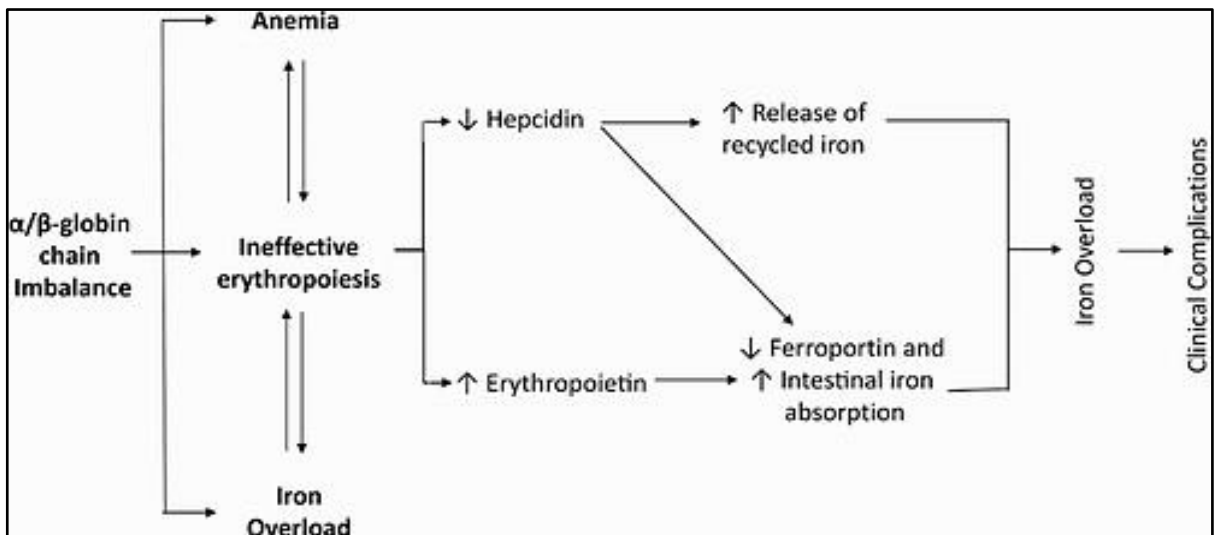 Anemia
↓ Hepcidin
↑ Release of
recycled iron
α/β-globin
chain
Imbalance
Ineffective
erythropoiesis
↓ Ferroportin and
↑ Intestinal iron
absorption
↑ Erythropoietin
Iron
Overload
Iron Overload
Clinical Complications